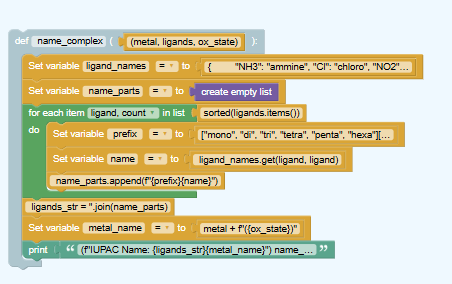 def name_complex ( (metal, ligands, ox_state) ):
Set variable ligand_names = to { "NH3": "ammine", "Cl": "chloro", "NO2"...
Set variable name_parts = to create empty list
for each item ligand, count in list sorted(ligands.items())
do Set variable prefix = to ["mono", "di", "tri", "tetra", "penta", "hexa"][...
Set variable name = to ligand_names.get(ligand, ligand)
name_parts.append(f"{prefix}{name}")
ligands_str = ''.join(name_parts)
Set variable metal_name = to metal + f"({ox_state})"
print “ (f"IUPAC Name: {ligands_str}{metal_name}") name_... ”